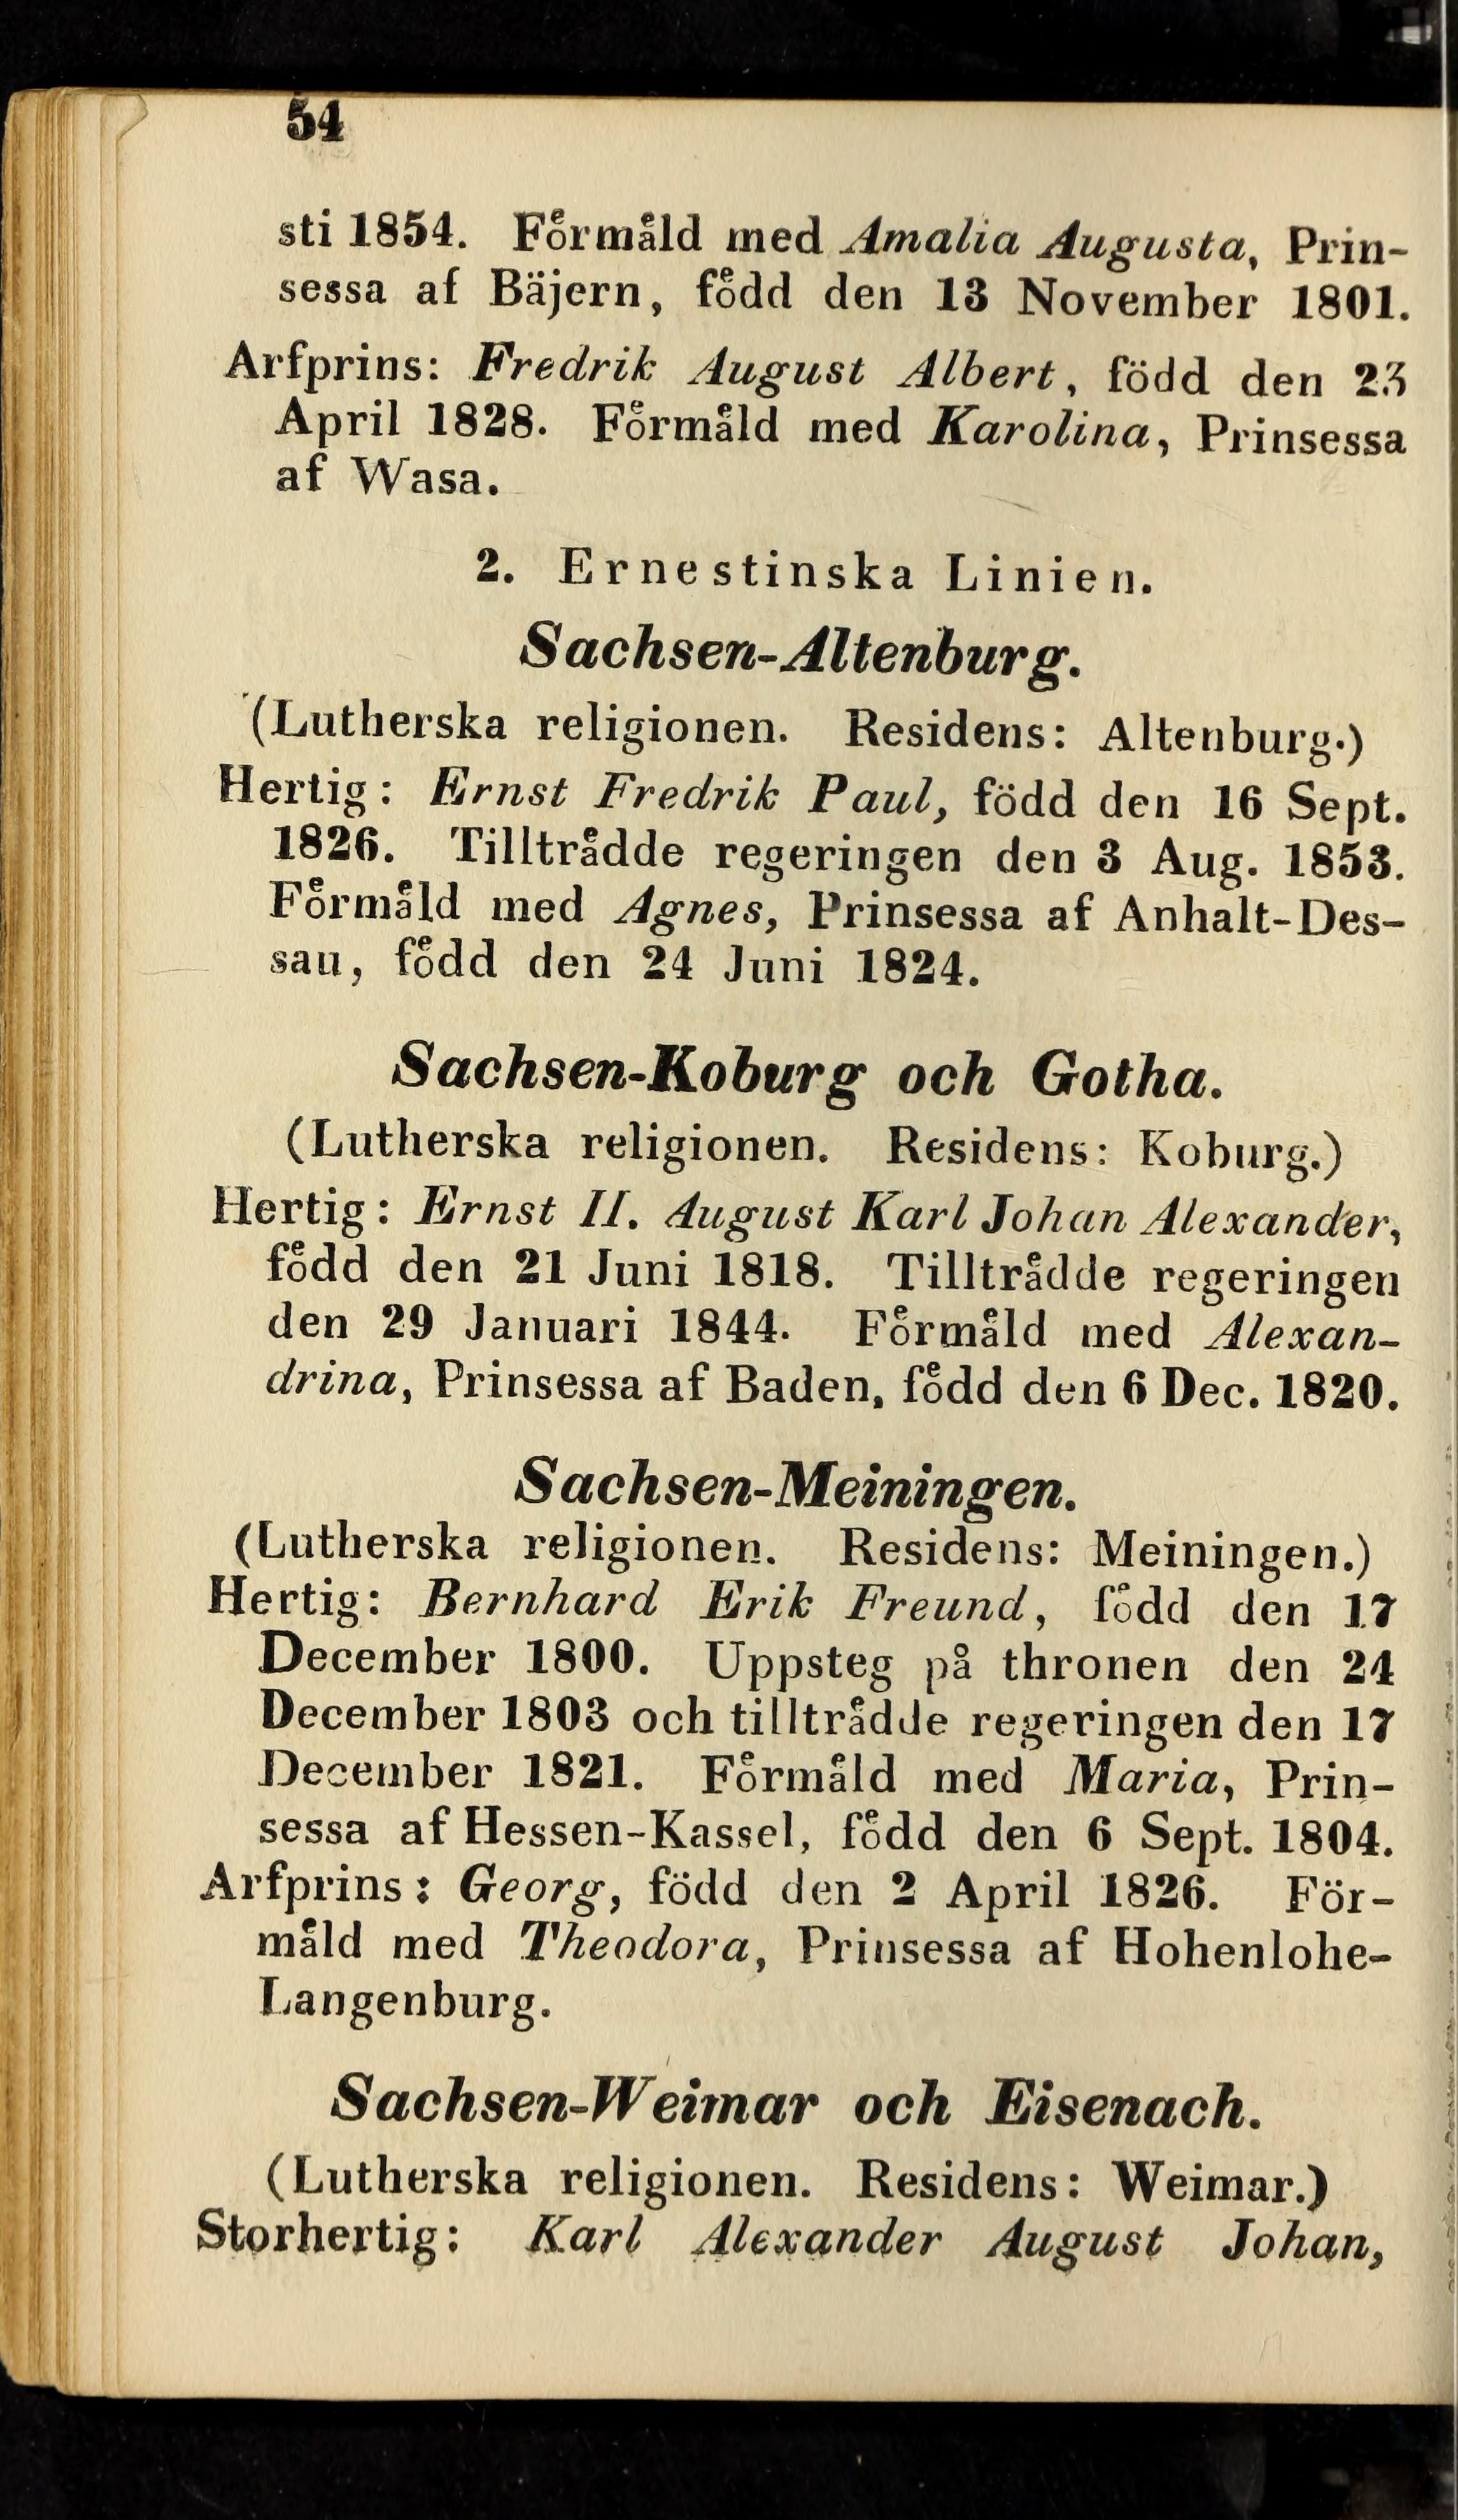 54
sti 1854. Förmäld med Amalia Augusta, Prin-
sessa af Bäjern, född den 13 November 1801.
Arfprins: Fredrik August Albert, född den 23
April 1828. Förmäld med Karolina, Prinsessa
af Wasa.
2. Ernestinska Linien.
Sachsen-Altenburg.
(Lutherska religionen. Residens: Altenburg.)
Hertig: Ernst Fredrik Paul, född den 16 Sept.
1826. Tillträdde regeringen den 3 Aug. 1853.
Förmäld med Agnes, Prinsessa af Anhalt-Des-
sau, född den 24 Juni 1824.
Sachsen-Koburg och Gotha.
(Lutherska religionen. Residens: Koburg.)
Hertig: Ernst II. August Karl Johan Alexander,
född den 21 Juni 1818. Tillträdde regeringen
den 29 Januari 1844. Förmäld med Alexan-
drina, Prinsessa af Baden, född den 6 Dec. 1820.
Sachsen-Meiningen.
(Lutherska religionen. Residens: Meiningen.)
Hertig: Bernhard Erik Freund, född den 17
December 1800. Uppsteg på thronen den 24
December 1803 och tillträdde regeringen den 17
December 1821. Förmäld med Maria, Prin-
sessa af Hessen-Kassel, född den 6 Sept. 1804.
Arfprins: Georg, född den 2 April 1826. För-
mäld med Theodora, Prinsessa af Hohenlohe-
Langenburg.
Sachsen-Weimar och Eisenach.
(Lutherska religionen. Residens: Weimar.)
Storhertig: Karl Alexander August Johan,